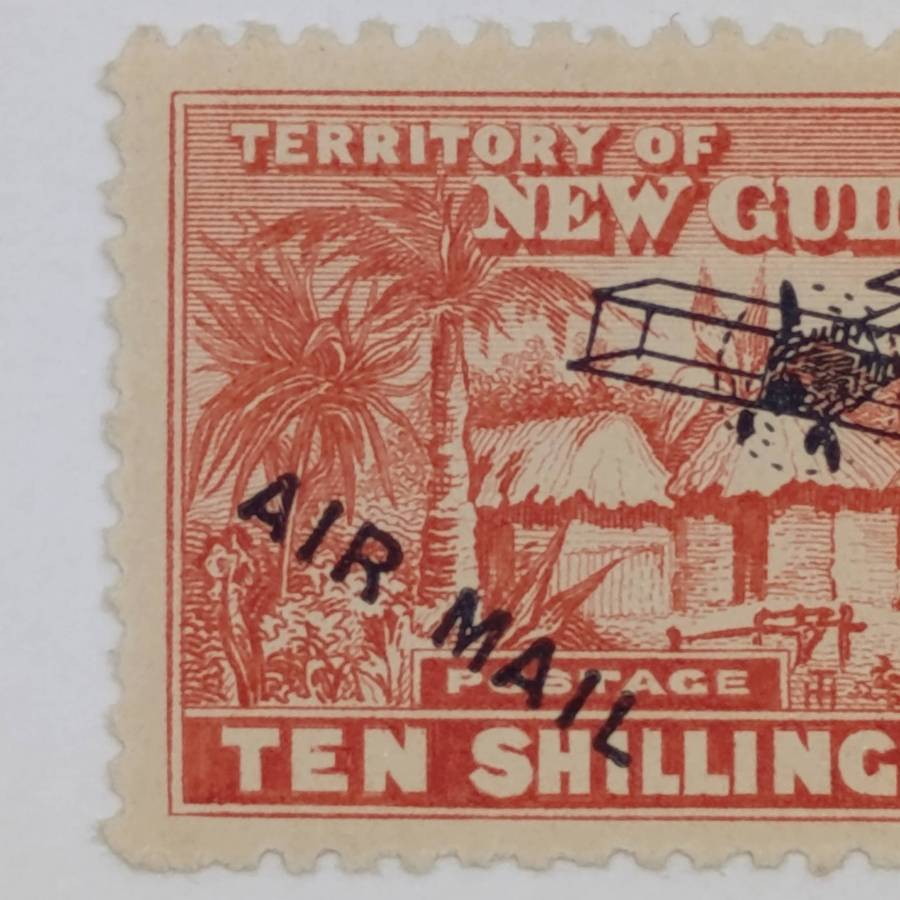 TERRITORY OF
NEW GUI
AIR MAIL
POSTAGE
TEN SHILLING